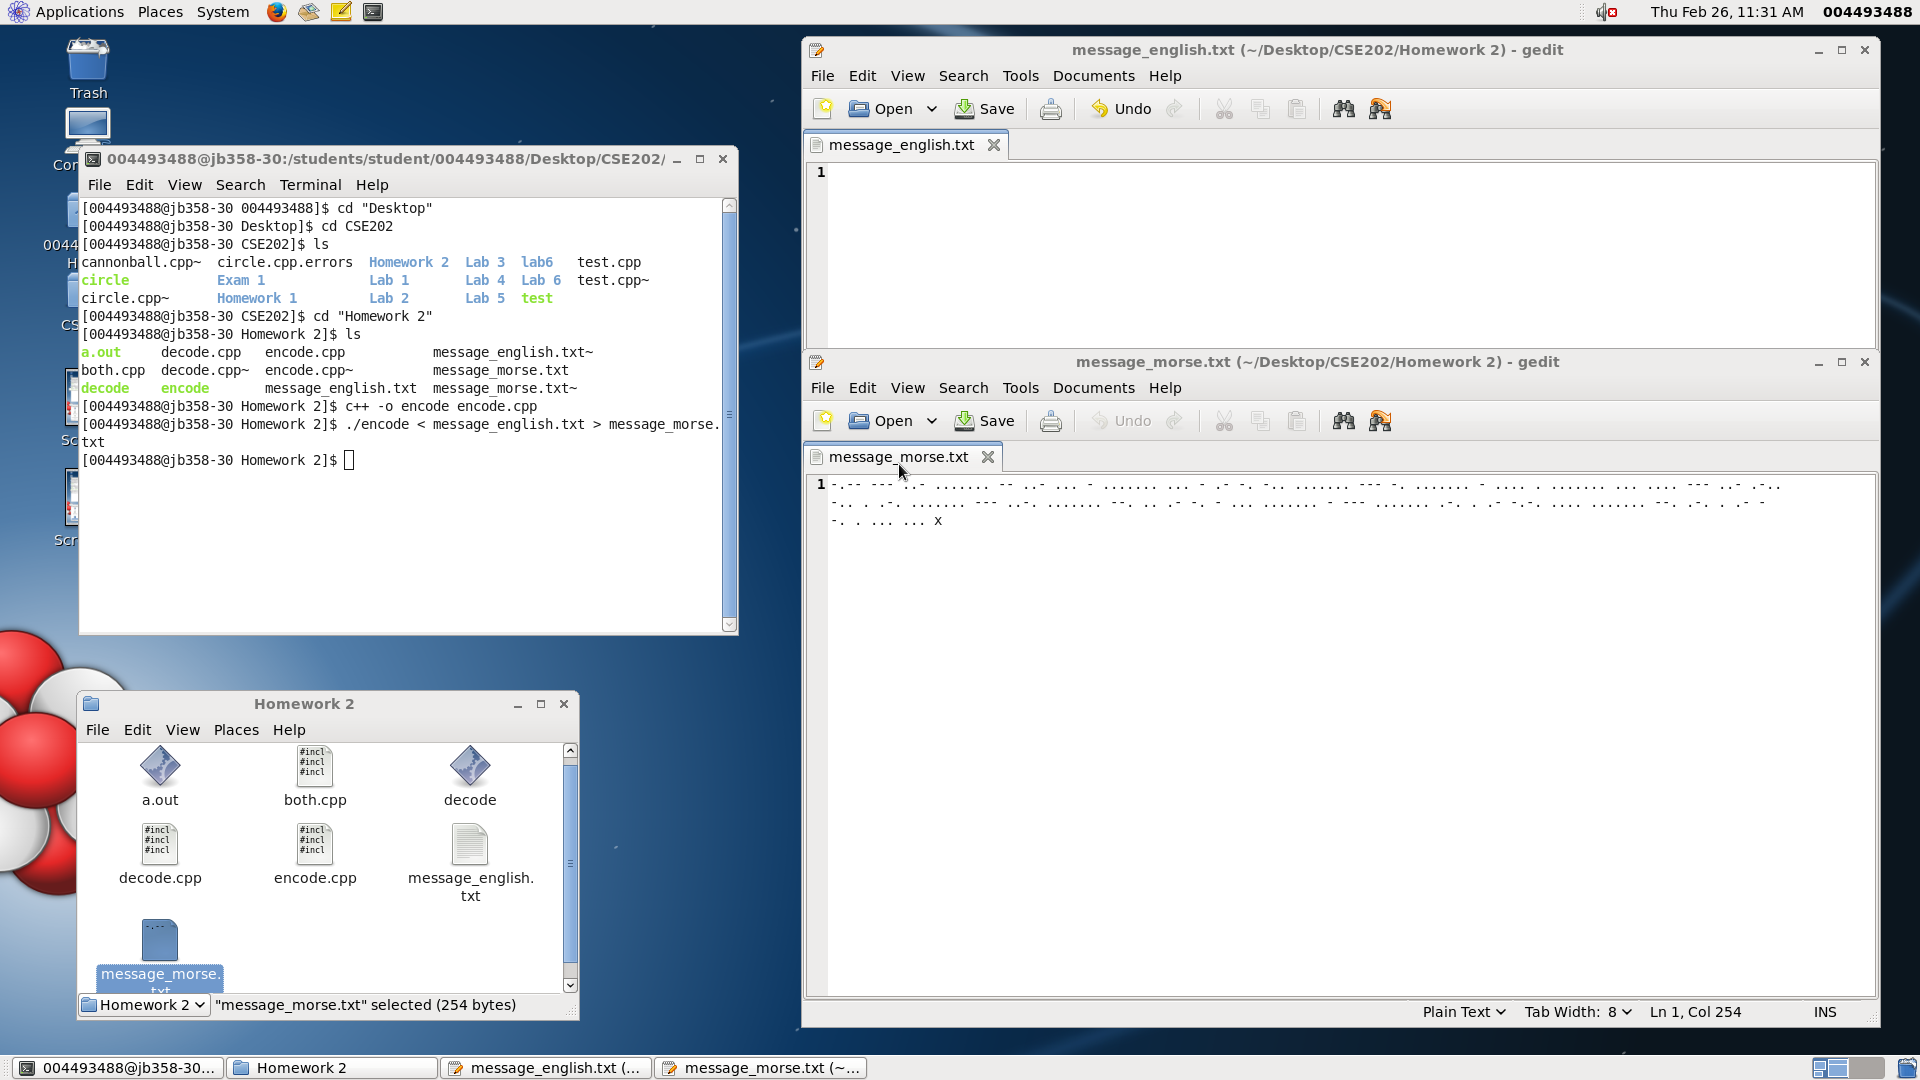 Applications Places System
Thu Feb 26, 11:31 AM 004493488
Trash
004493488@jb358-30:/students/student/004493488/Desktop/CSE202/
File Edit View Search Terminal Help
[004493488@jb358-30 004493488]$ cd "Desktop"
[004493488@jb358-30 Desktop]$ cd CSE202
[004493488@jb358-30 CSE202]$ ls
cannonball.cpp~ circle.cpp.errors Homework 2 Lab 3 lab6 test.cpp
circle Exam 1 Lab 1 Lab 4 Lab 6 test.cpp~
circle.cpp~ Homework 1 Lab 2 Lab 5 test
[004493488@jb358-30 CSE202]$ cd "Homework 2"
[004493488@jb358-30 Homework 2]$ ls
a.out decode.cpp encode.cpp message_english.txt~
both.cpp decode.cpp~ encode.cpp~ message_morse.txt
decode encode message_english.txt message_morse.txt~
[004493488@jb358-30 Homework 2]$ c++ -o encode encode.cpp
[004493488@jb358-30 Homework 2]$ ./encode < message_english.txt > message_morse.
txt
[004493488@jb358-30 Homework 2]$
Homework 2
File Edit View Places Help
#incl
#incl
#incl
a.out both.cpp decode
#incl #incl
#incl #incl
#incl #incl
decode.cpp encode.cpp message_english.
txt
message_morse.
txt
Homework 2 "message_morse.txt" selected (254 bytes)
message_english.txt (~/Desktop/CSE202/Homework 2) - gedit
File Edit View Search Tools Documents Help
Open Save Undo
message_english.txt
1
message_morse.txt (~/Desktop/CSE202/Homework 2) - gedit
File Edit View Search Tools Documents Help
Open Save Undo
message_morse.txt
1 -.-- --- ..- ....... -- ..- ... - ....... ... - .- -. -.. ....... --- -. ....... - .... . ....... ... .... --- ..- .-..
-.. . .-. ....... --- ..-. ....... --. .. .- -. - ... ....... - --- ....... .-. . .- -.-. .... ....... --. .-. . .- -
-. . ... ... x
Plain Text Tab Width: 8 Ln 1, Col 254 INS
004493488@jb358-30... Homework 2 message_english.txt (... message_morse.txt (~...